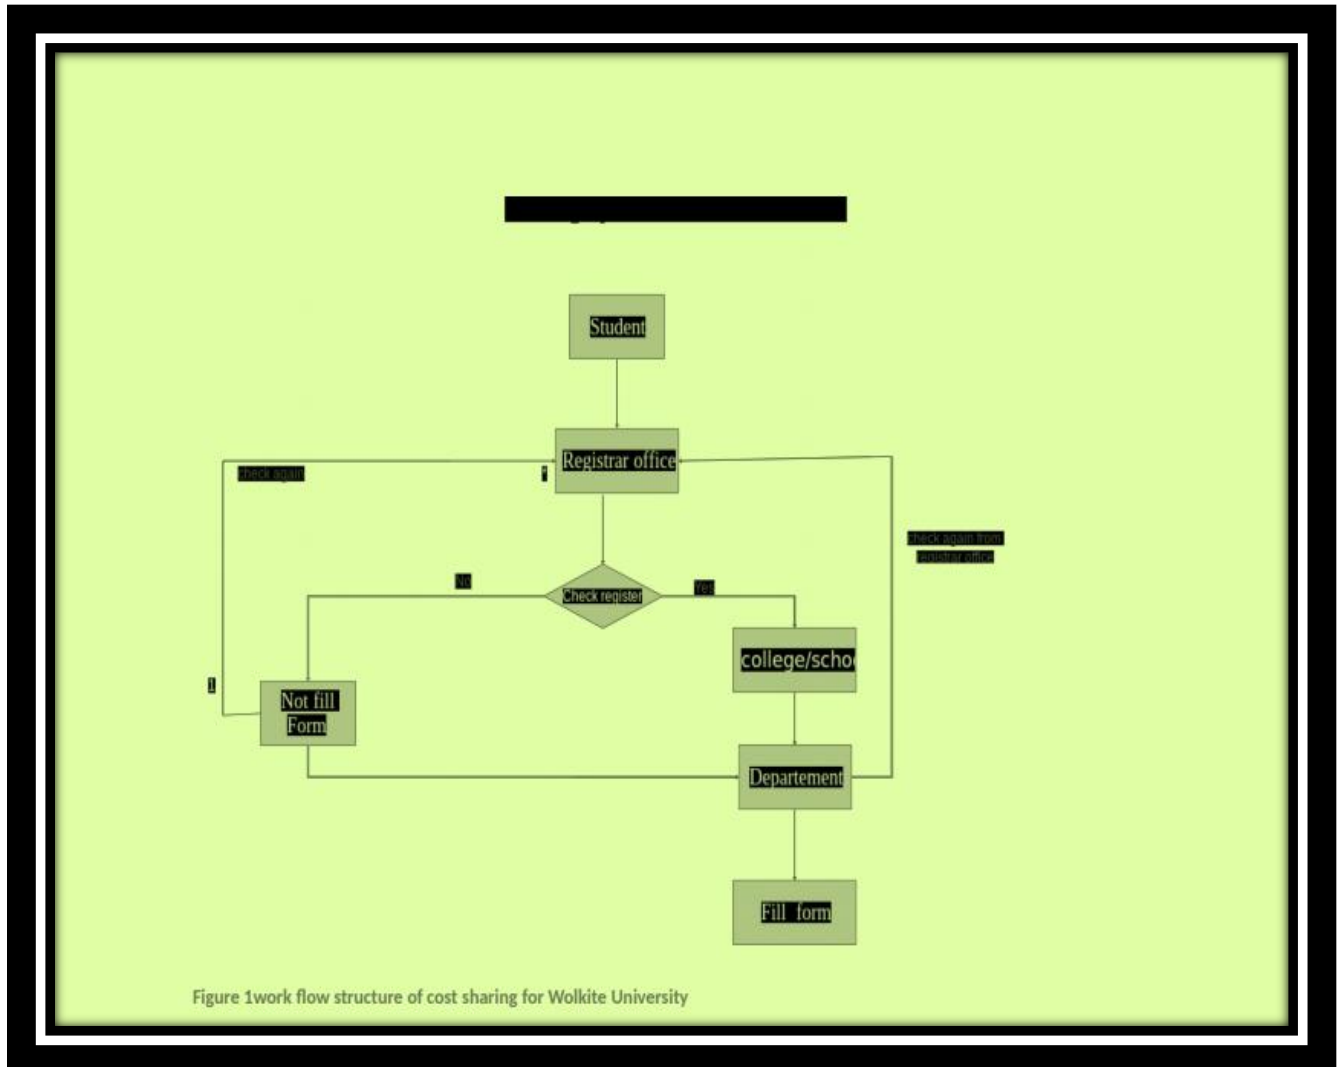 Student
Registrar office
check again
*
check again from
registrar office
No
Yes
Check register
college/scho
1
Not fill
Form
Departement
Fill form
Figure 1work flow structure of cost sharing for Wolkite University